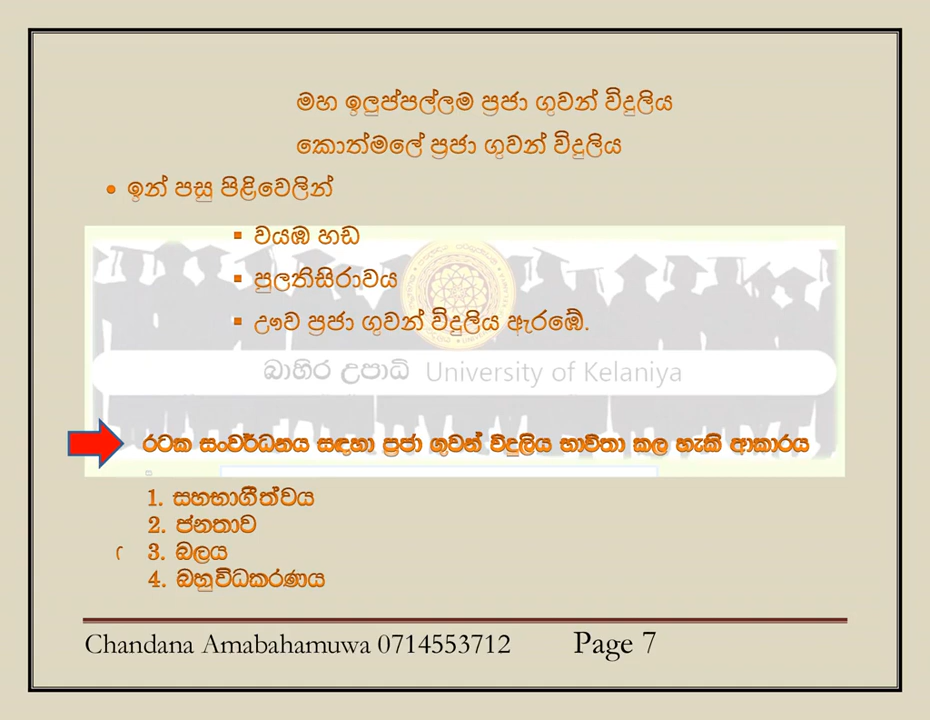 මහ ඉලුප්පල්ලම ප්‍රජා ගුවන් විදුලිය
කොත්මලේ ප්‍රජා ගුවන් විදුලිය
• ඉන් පසු පිළිවෙලින්
▪ වයඹ හඩ
▪ පුලතිසිරාවය
▪ ඌව ප්‍රජා ගුවන් විදුලිය ඇරඹේ.
බාහිර උපාධි University of Kelaniya
රටක සංවර්ධනය සඳහා ප්‍රජා ගුවන් විදුලිය භාවිතා කල හැකි ආකාරය
1. සහභාගීත්වය
2. ජනතාව
3. බලය
4. බහුවිධකරණය
Chandana Amabahamuwa 0714553712 Page 7